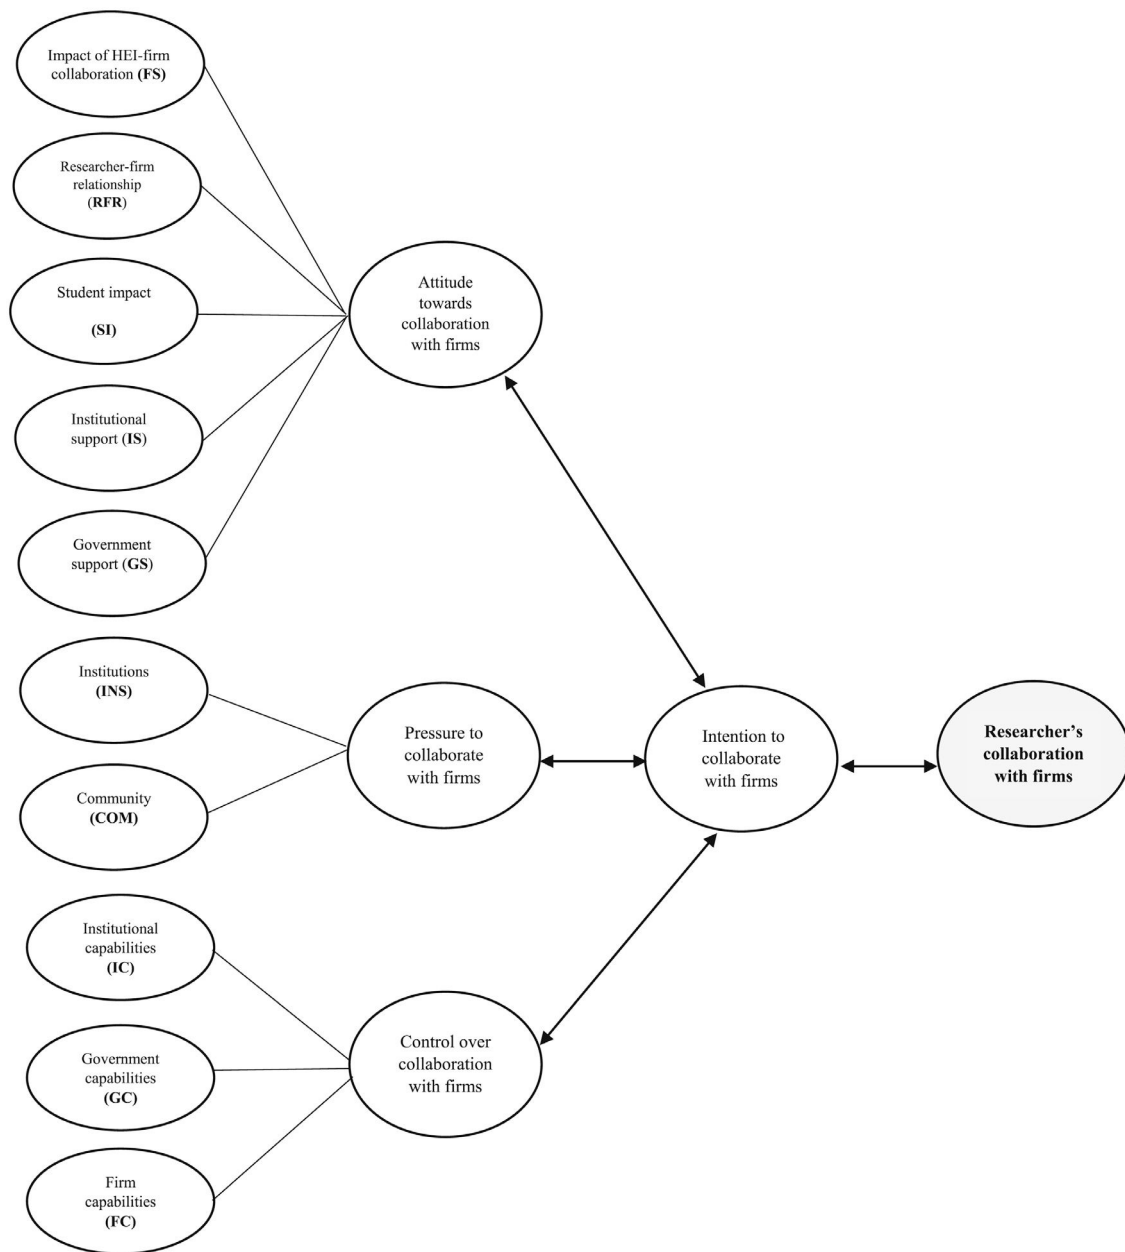 Impact of HEI-firm
collaboration (FS)
Researcher-firm
relationship
(RFR)
Student impact
(SI)
Institutional
support (IS)
Government
support (GS)
Institutions
(INS)
Community
(COM)
Institutional
capabilities
(IC)
Government
capabilities
(GC)
Firm
capabilities
(FC)
Attitude
towards
collaboration
with firms
Pressure to
collaborate
with firms
Control over
collaboration
with firms
Intention to
collaborate
with firms
Researcher's
collaboration
with firms